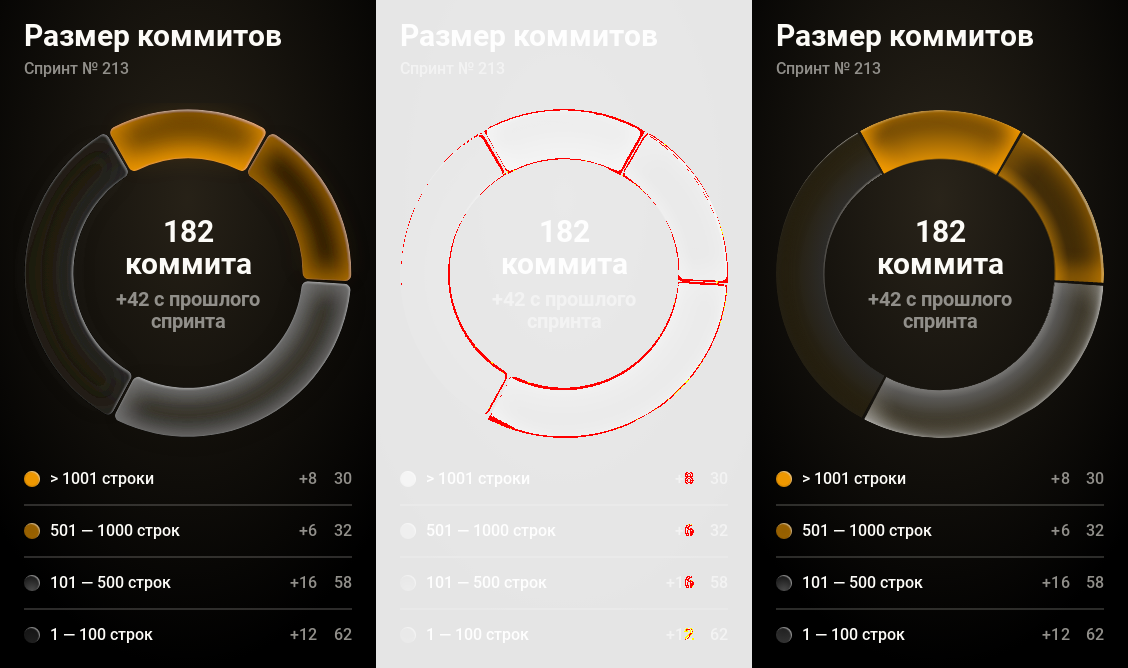 Размер коммитов
Спринт № 213
182
коммита
+42 с прошлого
спринта
> 1001 строки +8 30
501 — 1000 строк +6 32
101 — 500 строк +16 58
1 — 100 строк +12 62
Размер коммитов
Спринт № 213
182
коммита
+42 с прошлого
спринта
> 1001 строки 30
501 — 1000 строк 32
101 — 500 строк 58
1 — 100 строк 62
Размер коммитов
Спринт № 213
182
коммита
+42 с прошлого
спринта
> 1001 строки +8 30
501 — 1000 строк +6 32
101 — 500 строк +16 58
1 — 100 строк +12 62